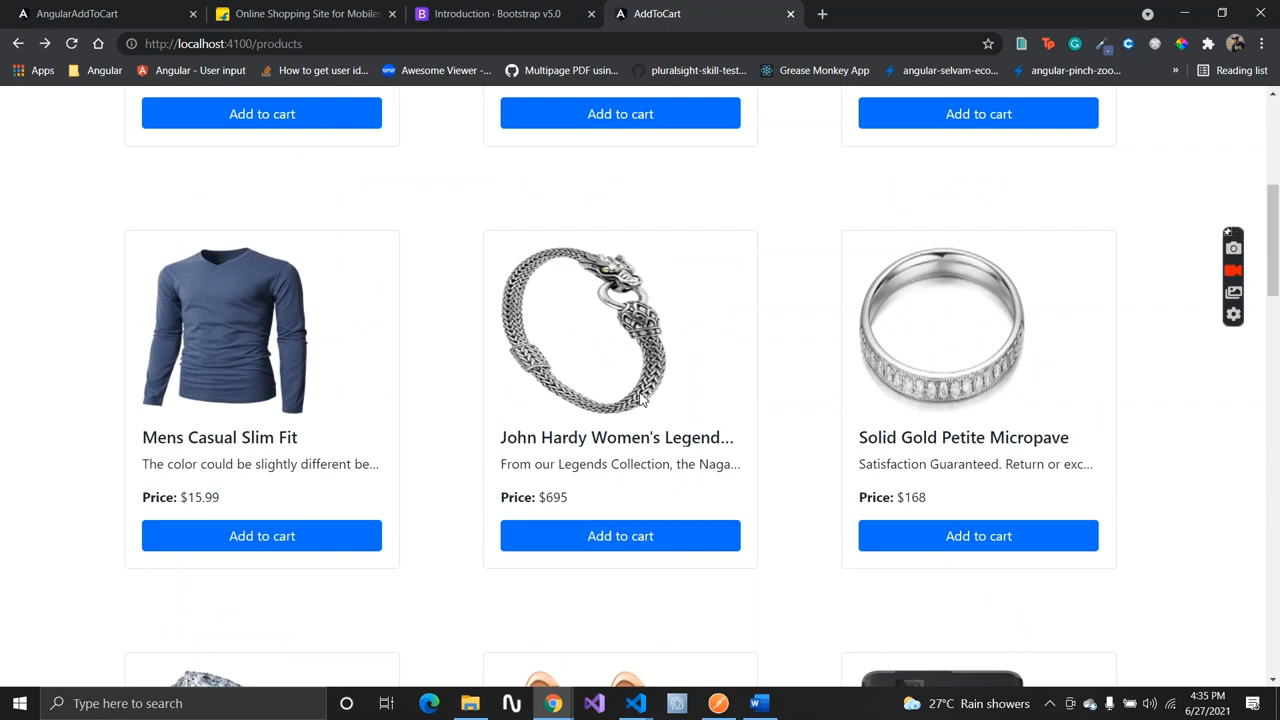 AngularAddToCart
Online Shopping Site for Mobile
Introduction · Bootstrap v5.0
AddToCart
http://localhost:4100/products
Apps
Angular
Angular - User input
How to get user id...
Awesome Viewer -...
Multipage PDF usin...
pluralsight-skill-test...
Grease Monkey App
angular-selvam-eco...
angular-pinch-zoo...
»
Reading list
Add to cart
Add to cart
Add to cart
Mens Casual Slim Fit
John Hardy Women's Legend...
Solid Gold Petite Micropave
The color could be slightly different be...
From our Legends Collection, the Naga...
Satisfaction Guaranteed. Return or exc...
Price: $15.99
Price: $695
Price: $168
Add to cart
Add to cart
Add to cart
Type here to search
27°C Rain showers
4:35 PM
6/27/2021